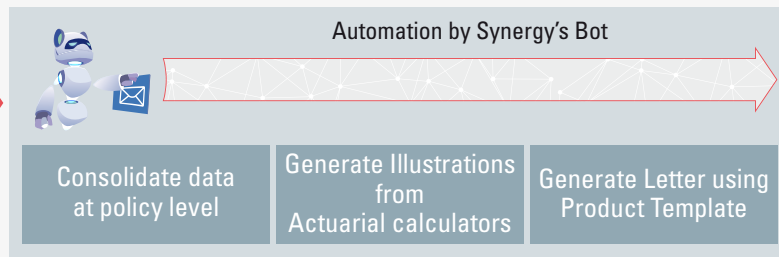 Automation by Synergy’s Bot
Consolidate data
at policy level
Generate Illustrations
from
Actuarial calculators
Generate Letter using
Product Template